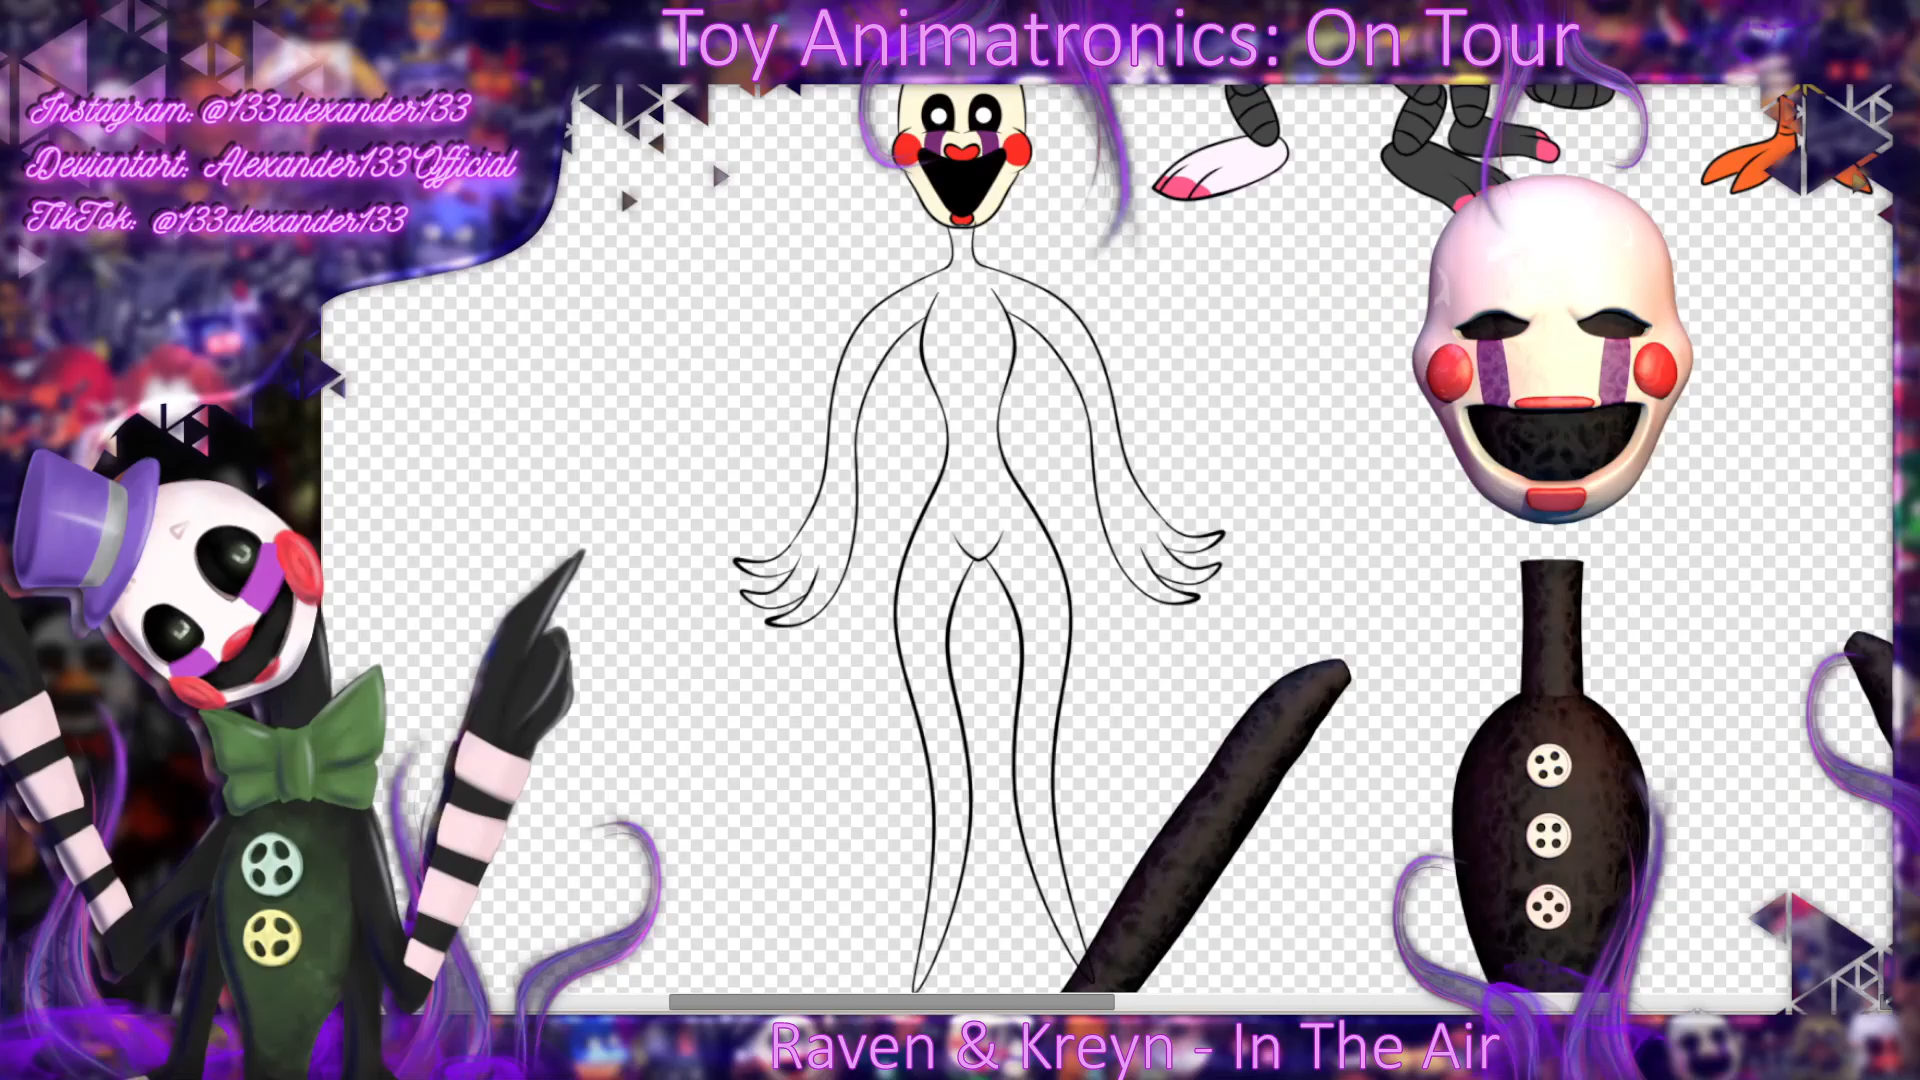 Toy Animatronics: On Tour
Instagram: @133alexander133
Deviantart: Alexander133Official
TikTok: @133alexander133
Raven & Kreyn - In The Air